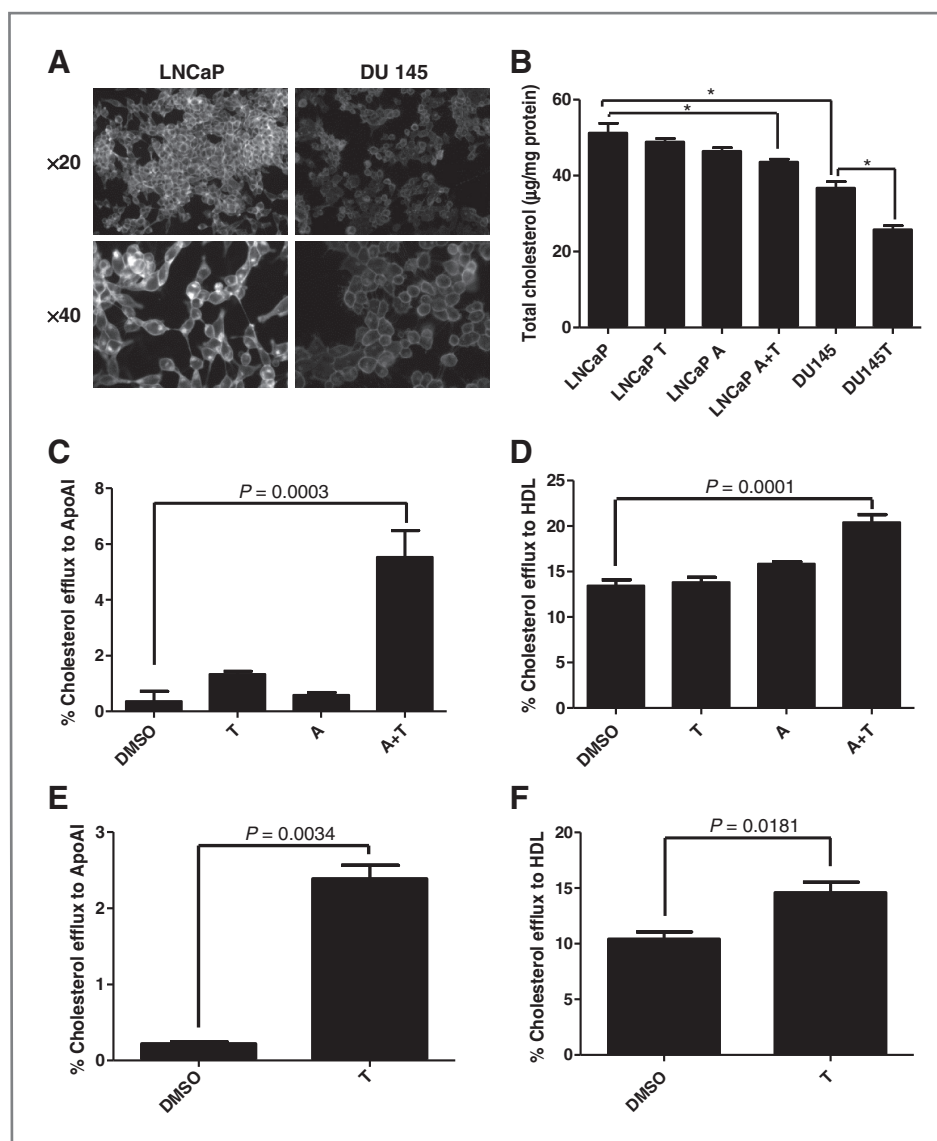 A
LNCaP
DU 145
×20
×40
B
Total cholesterol (μg/mg protein)
60
40
20
0
*
*
*
LNCaP
LNCaP T
LNCaP A
LNCaP A+T
DU145
DU145T
C
% Cholesterol efflux to ApoAI
8
6
4
2
0
P = 0.0003
DMSO
T
A
A+T
D
% Cholesterol efflux to HDL
25
20
15
10
5
0
P = 0.0001
DMSO
T
A
A+T
E
% Cholesterol efflux to ApoAI
3
2
1
0
P = 0.0034
DMSO
T
F
% Cholesterol efflux to HDL
20
15
10
5
0
P = 0.0181
DMSO
T